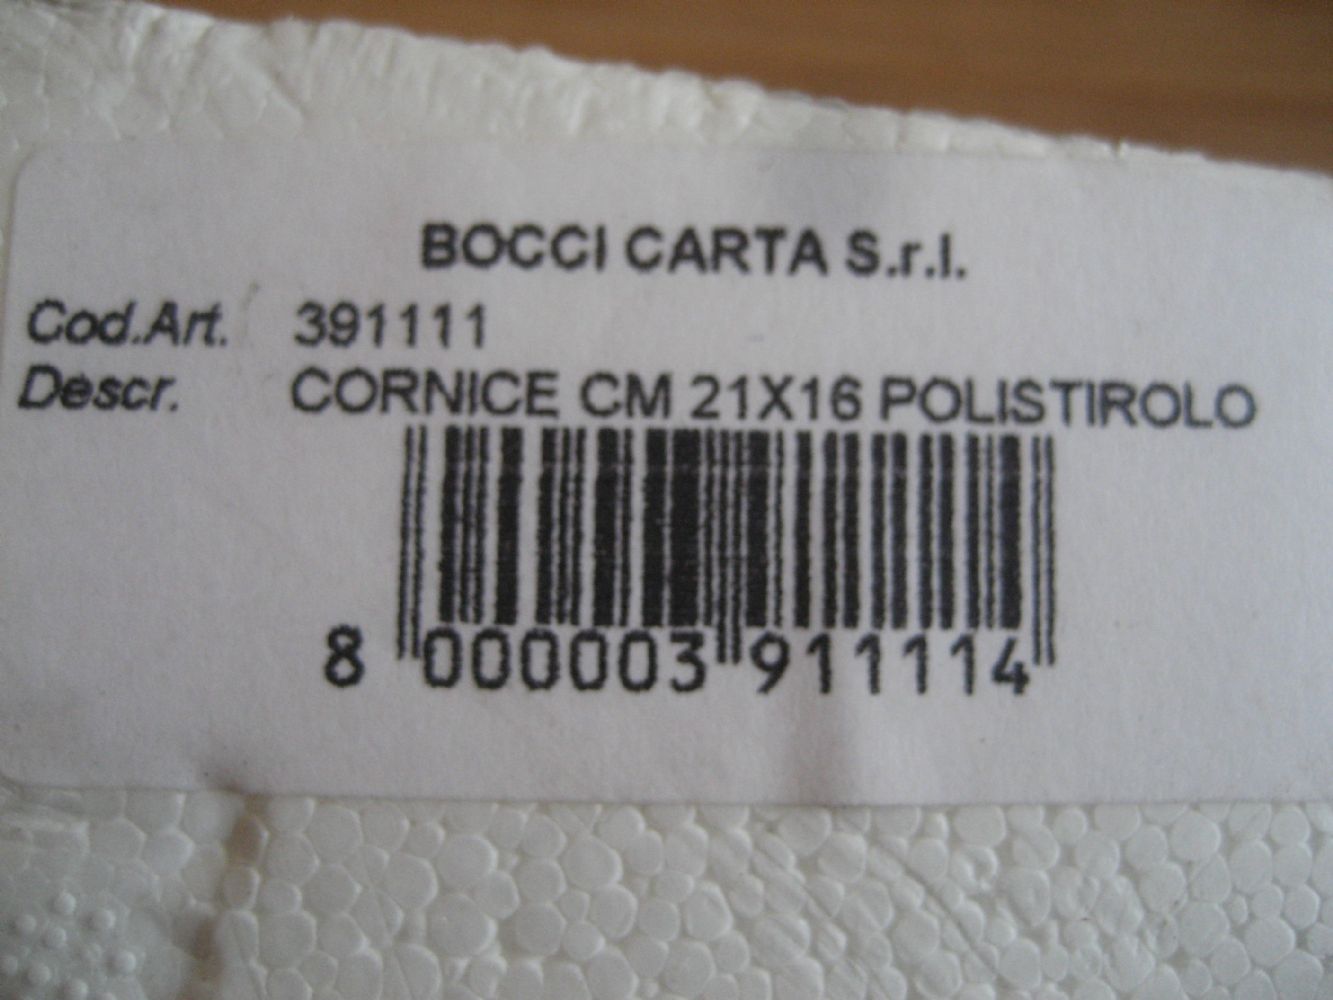 BOCCI CARTA S.r.l.
Cod.Art. 391111
Descr. CORNICE CM 21X16 POLISTIROLO
8 000003 911114